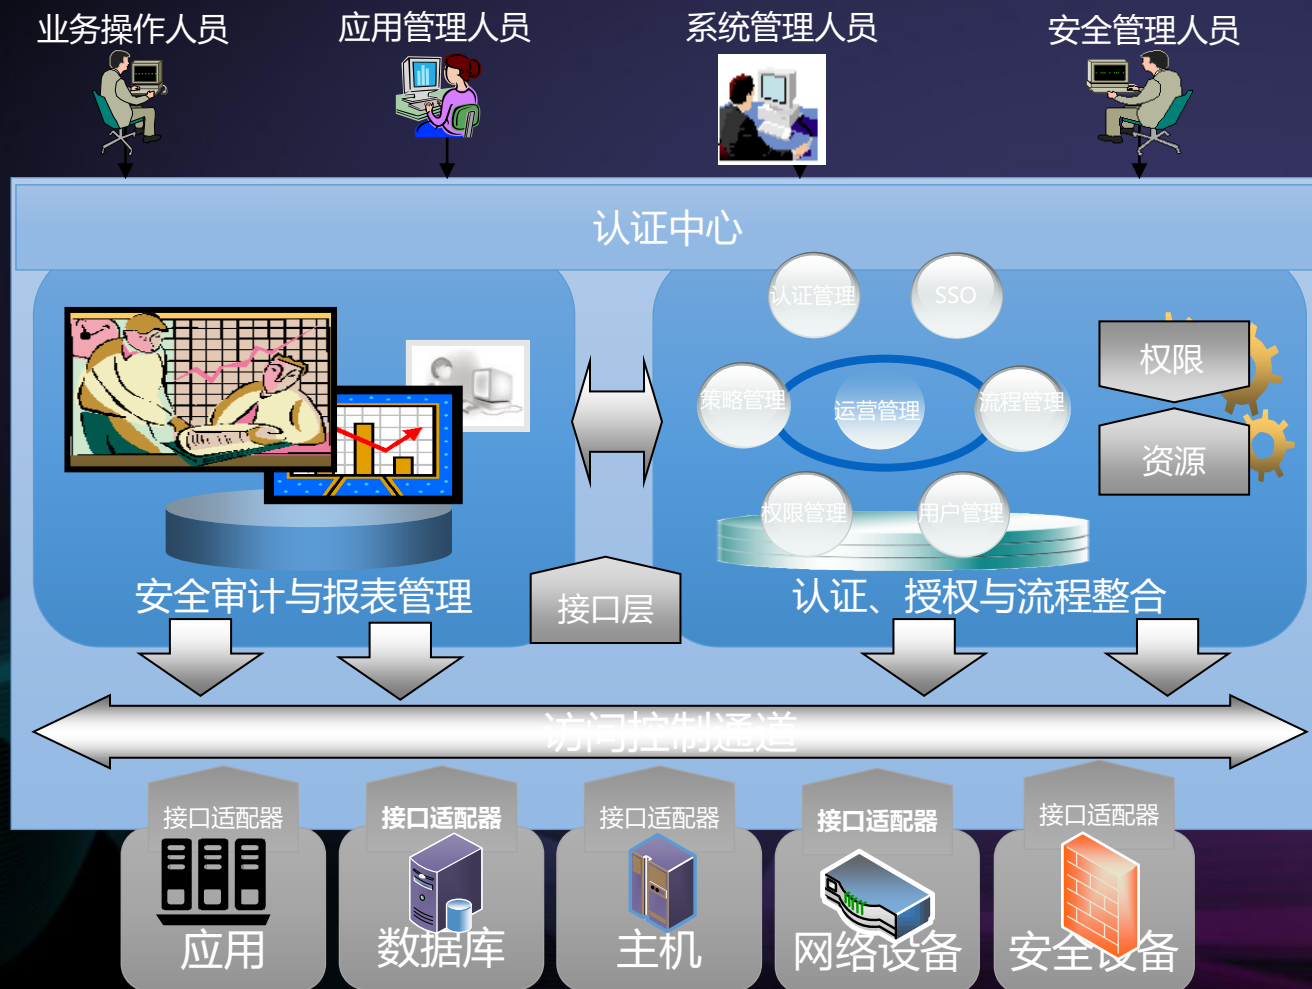 业务操作人员
应用管理人员
系统管理人员
安全管理人员
认证中心
认证管理
SSO
策略管理
运营管理
流程管理
权限管理
用户管理
权限
资源
安全审计与报表管理
接口层
认证、授权与流程整合
访问控制通道
接口适配器
接口适配器
接口适配器
接口适配器
接口适配器
应用
数据库
主机
网络设备
安全设备